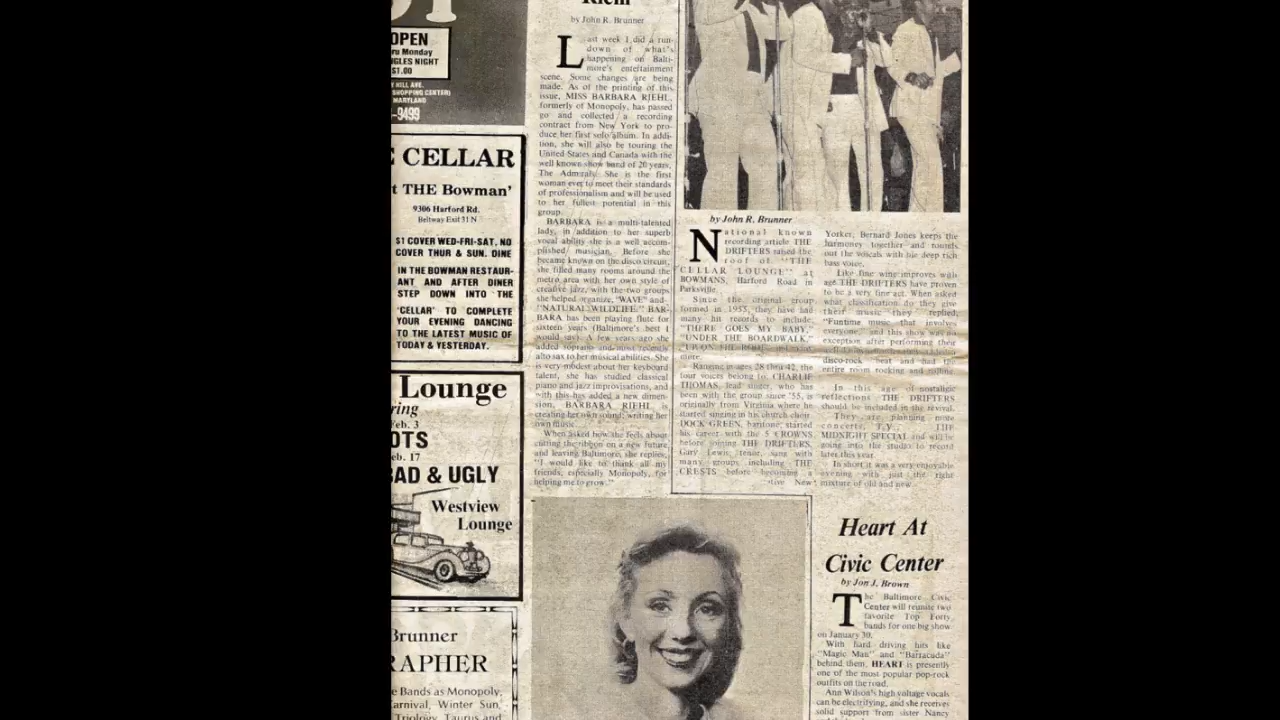 OPEN
ru Monday
GLES NIGHT
$1.00
HILL AVE.
SHOPPING CENTER)
MARYLAND
-9499
CELLAR
t THE Bowman'
9306 Harford Rd.
Beltway Exit 31 N
$1 COVER WED-FRI-SAT, NO
COVER THUR & SUN. DINE
IN THE BOWMAN RESTAUR-
ANT AND AFTER DINER
STEP DOWN INTO THE
'CELLAR' TO COMPLETE
YOUR EVENING DANCING
TO THE LATEST MUSIC OF
TODAY & YESTERDAY.
Lounge
ring
Feb. 3
OTS
eb. 17
BAD & UGLY
Westview
Lounge
Brunner
RAPHER
e Bands as Monopoly,
arnival, Winter Sun,
Triology, Taurus and
Riehl
by John R. Brunner
Last week I did a run-
down of what's
happening on Balti-
more's entertainment
scene. Some changes are being
made. As of the printing of this
issue, MISS BARBARA RIEHL,
formerly of Monopoly, has passed
go and collected a recording
contract from New York to pro-
duce her first solo album. In addi-
tion, she will also be touring the
United States and Canada with the
well known show band of 20 years,
The Admirals. She is the first
woman ever to meet their standards
of professionalism and will be used
to her fullest potential in this
group.
BARBARA is a multi-talented
lady, in addition to her superb
vocal ability she is a well accom-
plished musician. Before she
became known on the disco circuit,
she filled many rooms around the
metro area with her own style of
creative jazz, with the two groups
she helped organize, "WAVE" and
"NATURAL WILDLIFE." BAR-
BARA has been playing flute for
sixteen years (Baltimore's best I
would say). A few years ago she
added soprano and most recently
alto sax to her musical abilities. She
is very modest about her keyboard
talent, she has studied classical
piano and jazz improvisations, and
with this has added a new dimen-
sion, BARBARA RIEHL is
creating her own sound; writing her
own music.
When asked how she feels about
cutting the ribbon on a new future,
and leaving Baltimore, she replies,
"I would like to thank all my
friends, especially Monopoly, for
helping me to grow."
by John R. Brunner
National known
recording article THE
DRIFTERS raised the
roof of "THE
CELLAR LOUNGE" at
BOWMANS, Harford Road in
Parksville.
Since the original group
formed in 1955, they have had
many hit records to include,
"THERE GOES MY BABY,"
"UNDER THE BOARDWALK,"
"UP ON THE ROOF," and many
more.
Ranging in ages 28 thru 42, the
four voices belong to: CHARLIE
THOMAS, lead singer, who has
been with the group since '55, is
originally from Virginia where he
started singing in his church choir.
DOCK GREEN, baritone, started
his career with the 5 CROWNS
before joining THE DRIFTERS.
Gary Lewis, tenor, sang with
many groups, including THE
CRESTS before becoming a
tive New
Yorker, Bernard Jones keeps the
harmoney together and rounds
out the vocals with his deep rich
bass voice.
Like fine wine improves with
age THE DRIFTERS have proven
to be a very fine act. When asked
what classification do they give
their music they replied,
"Funtime music that involves
everyone," and this show was no
exception after performing their
disco-rock beat and had the
entire room rocking and rolling
In this age of nostalgic
reflections THE DRIFTERS
should be included in the revival.
They are planning more
concerts, T.V., THE
MIDNIGHT SPECIAL and will be
going into the studio to record
later this year.
In short it was a very enjoyable
evening with just the right
mixture of old and new.
Heart At
Civic Center
by Jon J. Brown
The Baltimore Civic
Center will reunite two
favorite Top Forty
bands for one big show
on January 30.
With hard driving hits like
"Magic Man" and "Barracuda"
behind them, HEART is presently
one of the most popular pop-rock
outfits on the road.
Ann Wilson's high voltage vocals
can be electrifying, and she receives
solid support from sister Nancy